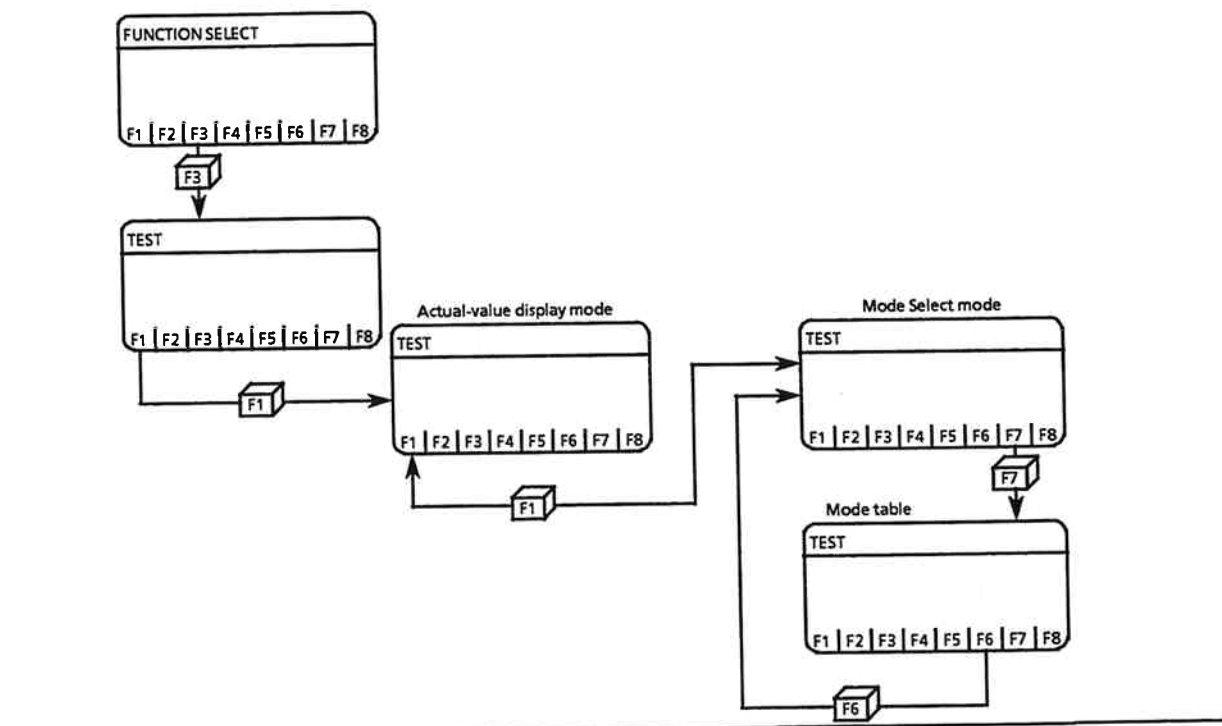 FUNCTION SELECT
F1 F2 F3 F4 F5 F6 F7 F8
F3
TEST
F1 F2 F3 F4 F5 F6 F7 F8
F1
Actual-value display mode
TEST
F1 F2 F3 F4 F5 F6 F7 F8
F1
Mode Select mode
TEST
F1 F2 F3 F4 F5 F6 F7 F8
F7
Mode table
TEST
F1 F2 F3 F4 F5 F6 F7 F8
F6